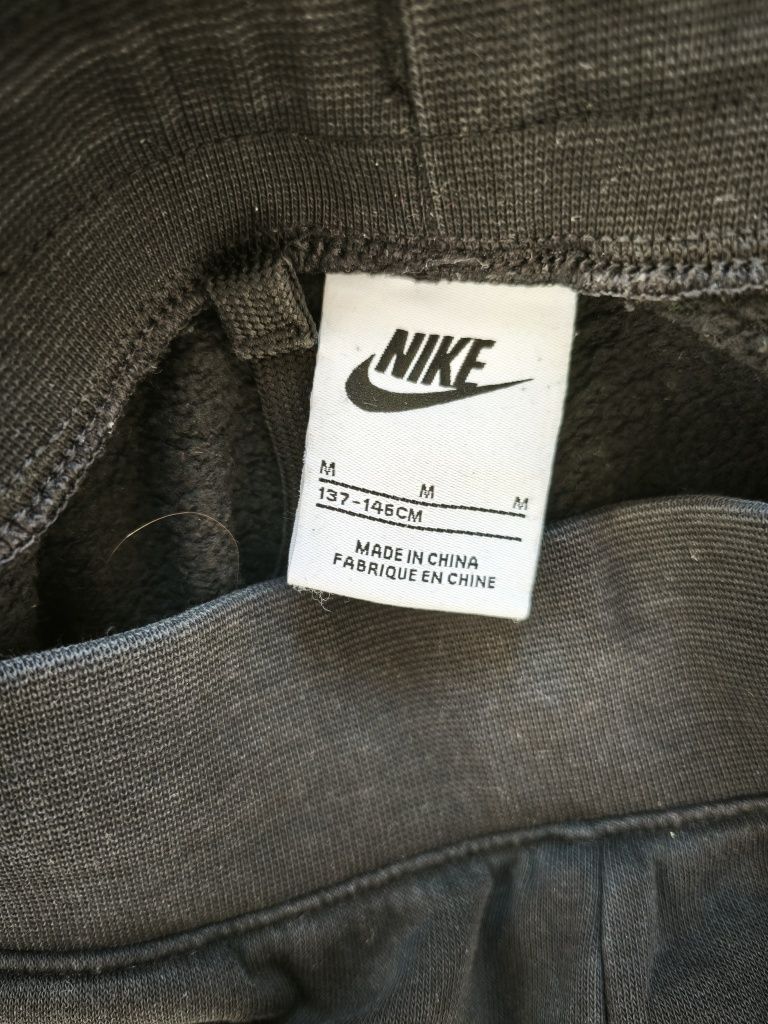 NIKE
M M M
137-146CM
MADE IN CHINA
FABRIQUE EN CHINE